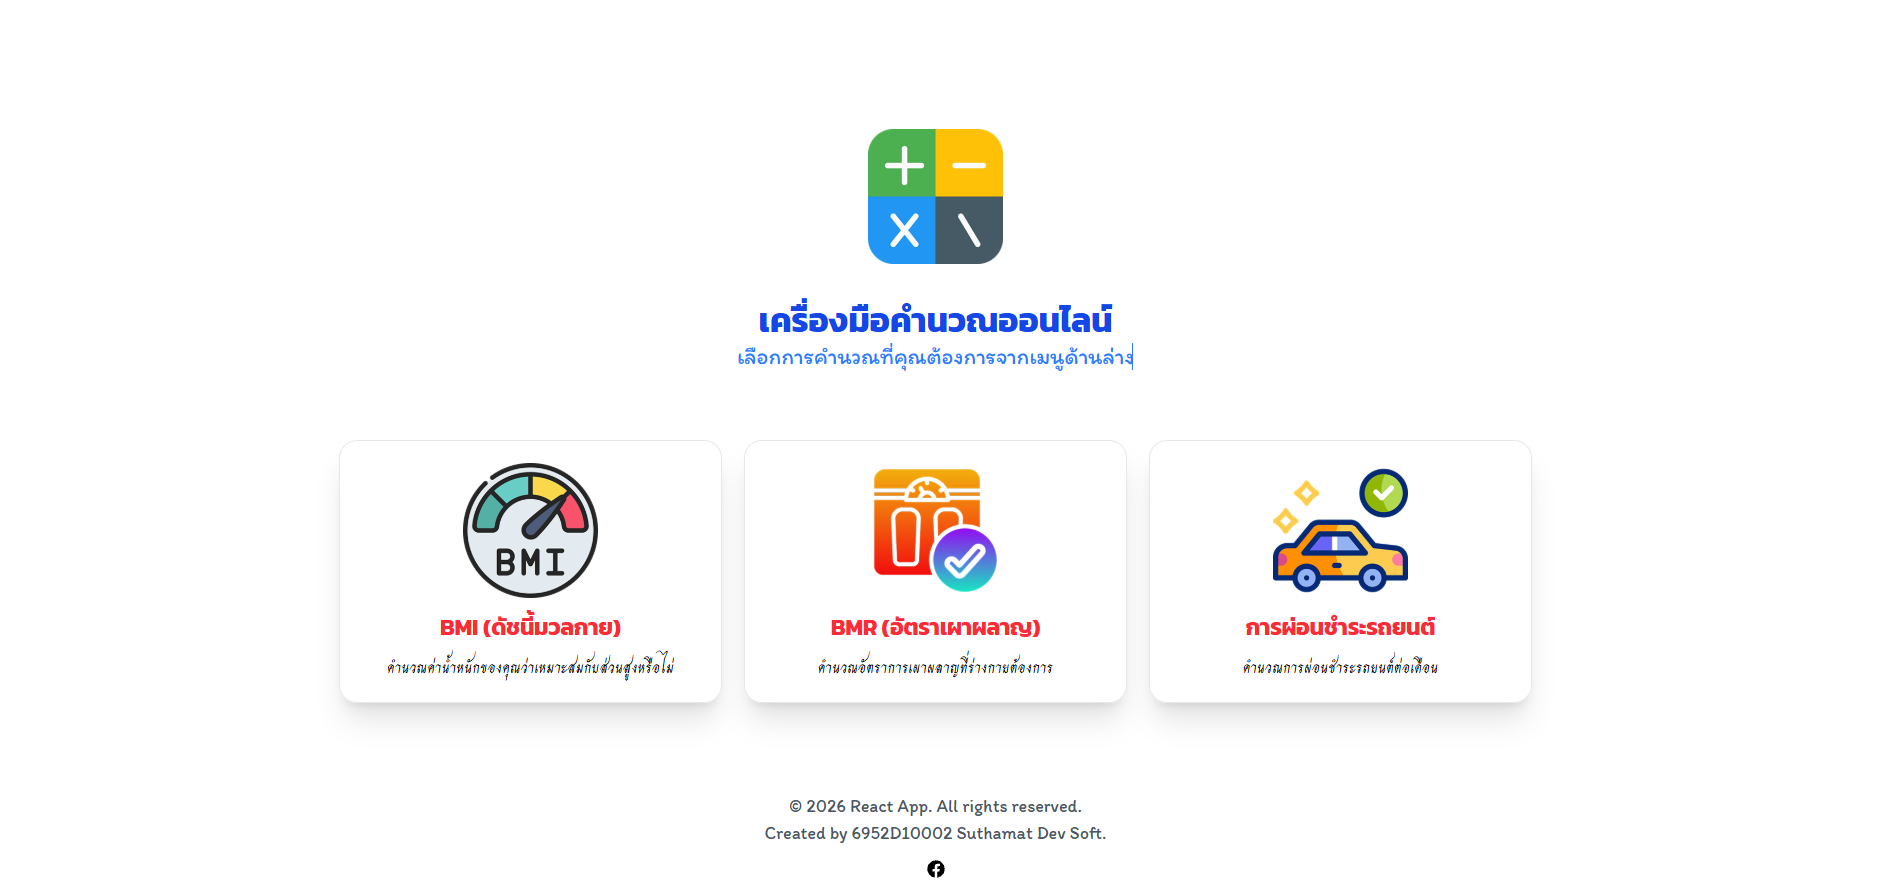 เครื่องมือคำนวณออนไลน์
เลือกการคำนวณที่คุณต้องการจากเมนูด้านล่าง
BMI
BMI (ดัชนี้มวลกาย)
คำนวณค่าน้ำหนักของคุณว่าเหมาะสมกับส่วนสูงหรือไม่
BMR (อัตราเผาผลาญ)
คำนวณอัตราการเผาผลาญที่ร่างกายต้องการ
การผ่อนชำระรถยนต์
คำนวณการผ่อนชำระรถยนต์ต่อเดือน
© 2026 React App. All rights reserved.
Created by 6952D10002 Suthamat Dev Soft.